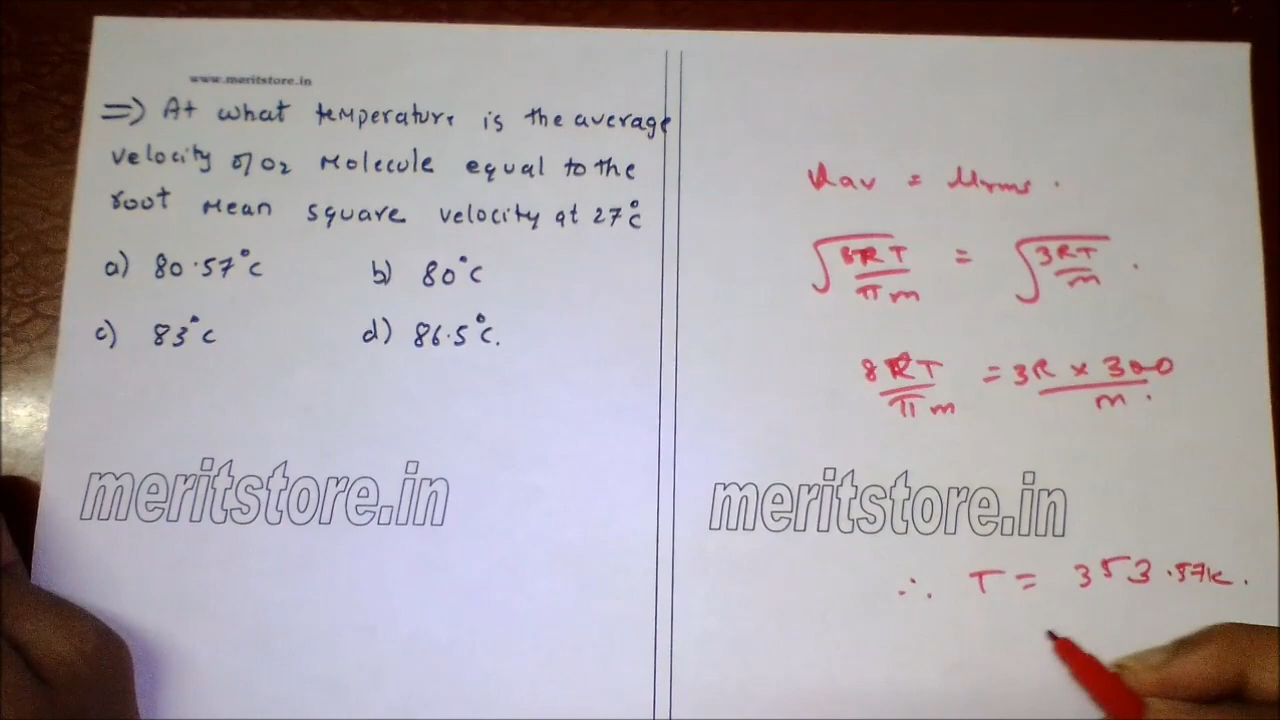 www.meritstore.in
=) At what temperature is the average
velocity of O2 Molecule equal to the
root Mean square velocity at 27°C
a) 80.57°C b) 80°C
c) 83°C d) 86.5°C.
meritstore.in
Uav = Urms.
√8RT/πm = √3RT/m.
8RT/πm = 3R × 300/m.
meritstore.in
∴ T = 353.57K.